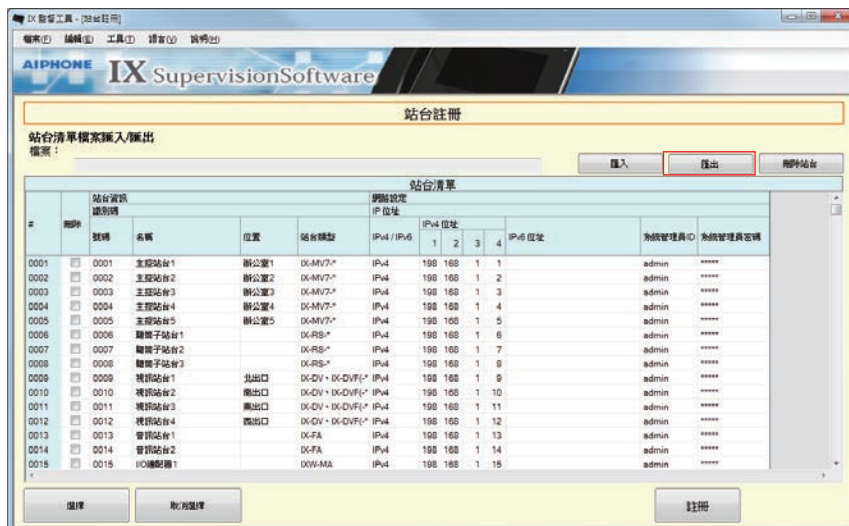 IX 監督工具 - [站台註冊]
檔案(F) 編輯(E) 工具(T) 語言(V) 說明(H)
AIPHONE IX SupervisionSoftware
站台註冊
站台清單檔案匯入/匯出
檔案：
匯入 匯出 刪除站台
站台清單
站台資訊 網路設定
識別碼 IP 位址
# 刪除 號碼 名稱 位置 站台類型 IPv4 / IPv6 IPv4 位址 1 2 3 4 IPv6 位址 系統管理員ID 系統管理員密碼
0001 0001 主控站台1 辦公室1 IX-MV7-* IPv4 198 168 1 1 admin *****
0002 0002 主控站台2 辦公室2 IX-MV7-* IPv4 198 168 1 2 admin *****
0003 0003 主控站台3 辦公室3 IX-MV7-* IPv4 198 168 1 3 admin *****
0004 0004 主控站台4 辦公室4 IX-MV7-* IPv4 198 168 1 4 admin *****
0005 0005 主控站台5 辦公室5 IX-MV7-* IPv4 198 168 1 5 admin *****
0006 0006 聽筒子站台1 IX-RS-* IPv4 198 168 1 6 admin *****
0007 0007 聽筒子站台2 IX-RS-* IPv4 198 168 1 7 admin *****
0008 0008 聽筒子站台3 IX-RS-* IPv4 198 168 1 8 admin *****
0009 0009 視訊站台1 北出口 IX-DV・IX-DVF(-* IPv4 198 168 1 9 admin *****
0010 0010 視訊站台2 南出口 IX-DV・IX-DVF(-* IPv4 198 168 1 10 admin *****
0011 0011 視訊站台3 東出口 IX-DV・IX-DVF(-* IPv4 198 168 1 11 admin *****
0012 0012 視訊站台4 西出口 IX-DV・IX-DVF(-* IPv4 198 168 1 12 admin *****
0013 0013 音訊站台1 IX-FA IPv4 198 168 1 13 admin *****
0014 0014 音訊站台2 IX-FA IPv4 198 168 1 14 admin *****
0015 0015 I/O適配器1 IXW-MA IPv4 198 168 1 15 admin *****
選擇 取消選擇 註冊